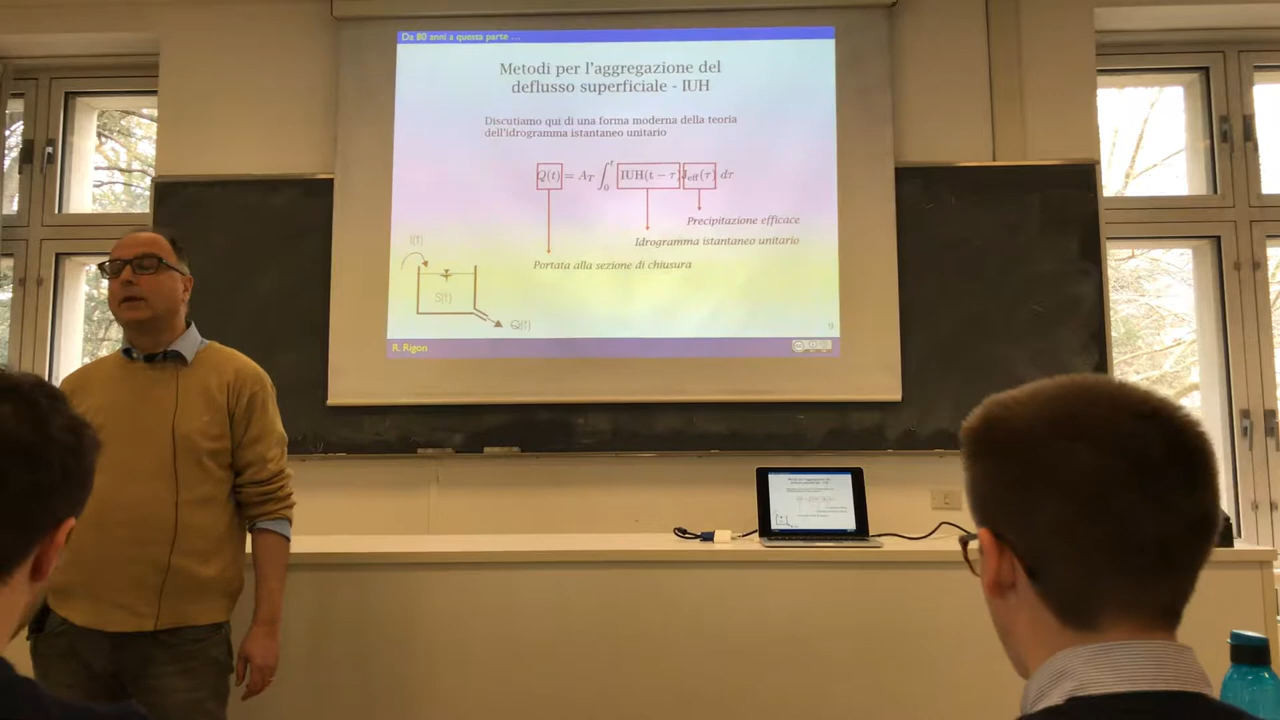 Da 80 anni a questa parte ...
Metodi per l'aggregazione del
deflusso superficiale - IUH
Discutiamo qui di una forma moderna della teoria
dell'idrogramma istantaneo unitario
Q(t) = A_T ∫_0^t IUH(t − τ) J_eff(τ) dτ
Precipitazione efficace
Idrogramma istantaneo unitario
Portata alla sezione di chiusura
I(t)
S(t)
Q(t)
9
R. Rigon